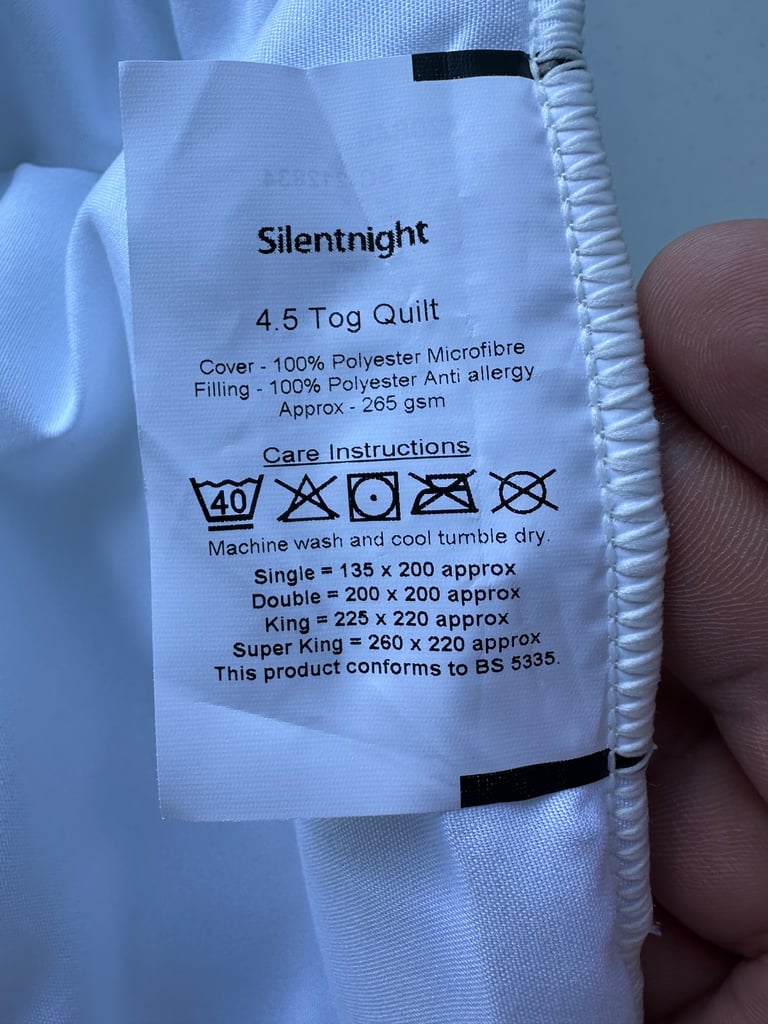 Silentnight
4.5 Tog Quilt
Cover - 100% Polyester Microfibre
Filling - 100% Polyester Anti allergy
Approx - 265 gsm
Care Instructions
40
Machine wash and cool tumble dry.
Single = 135 x 200 approx
Double = 200 x 200 approx
King = 225 x 220 approx
Super King = 260 x 220 approx
This product conforms to BS 5335.